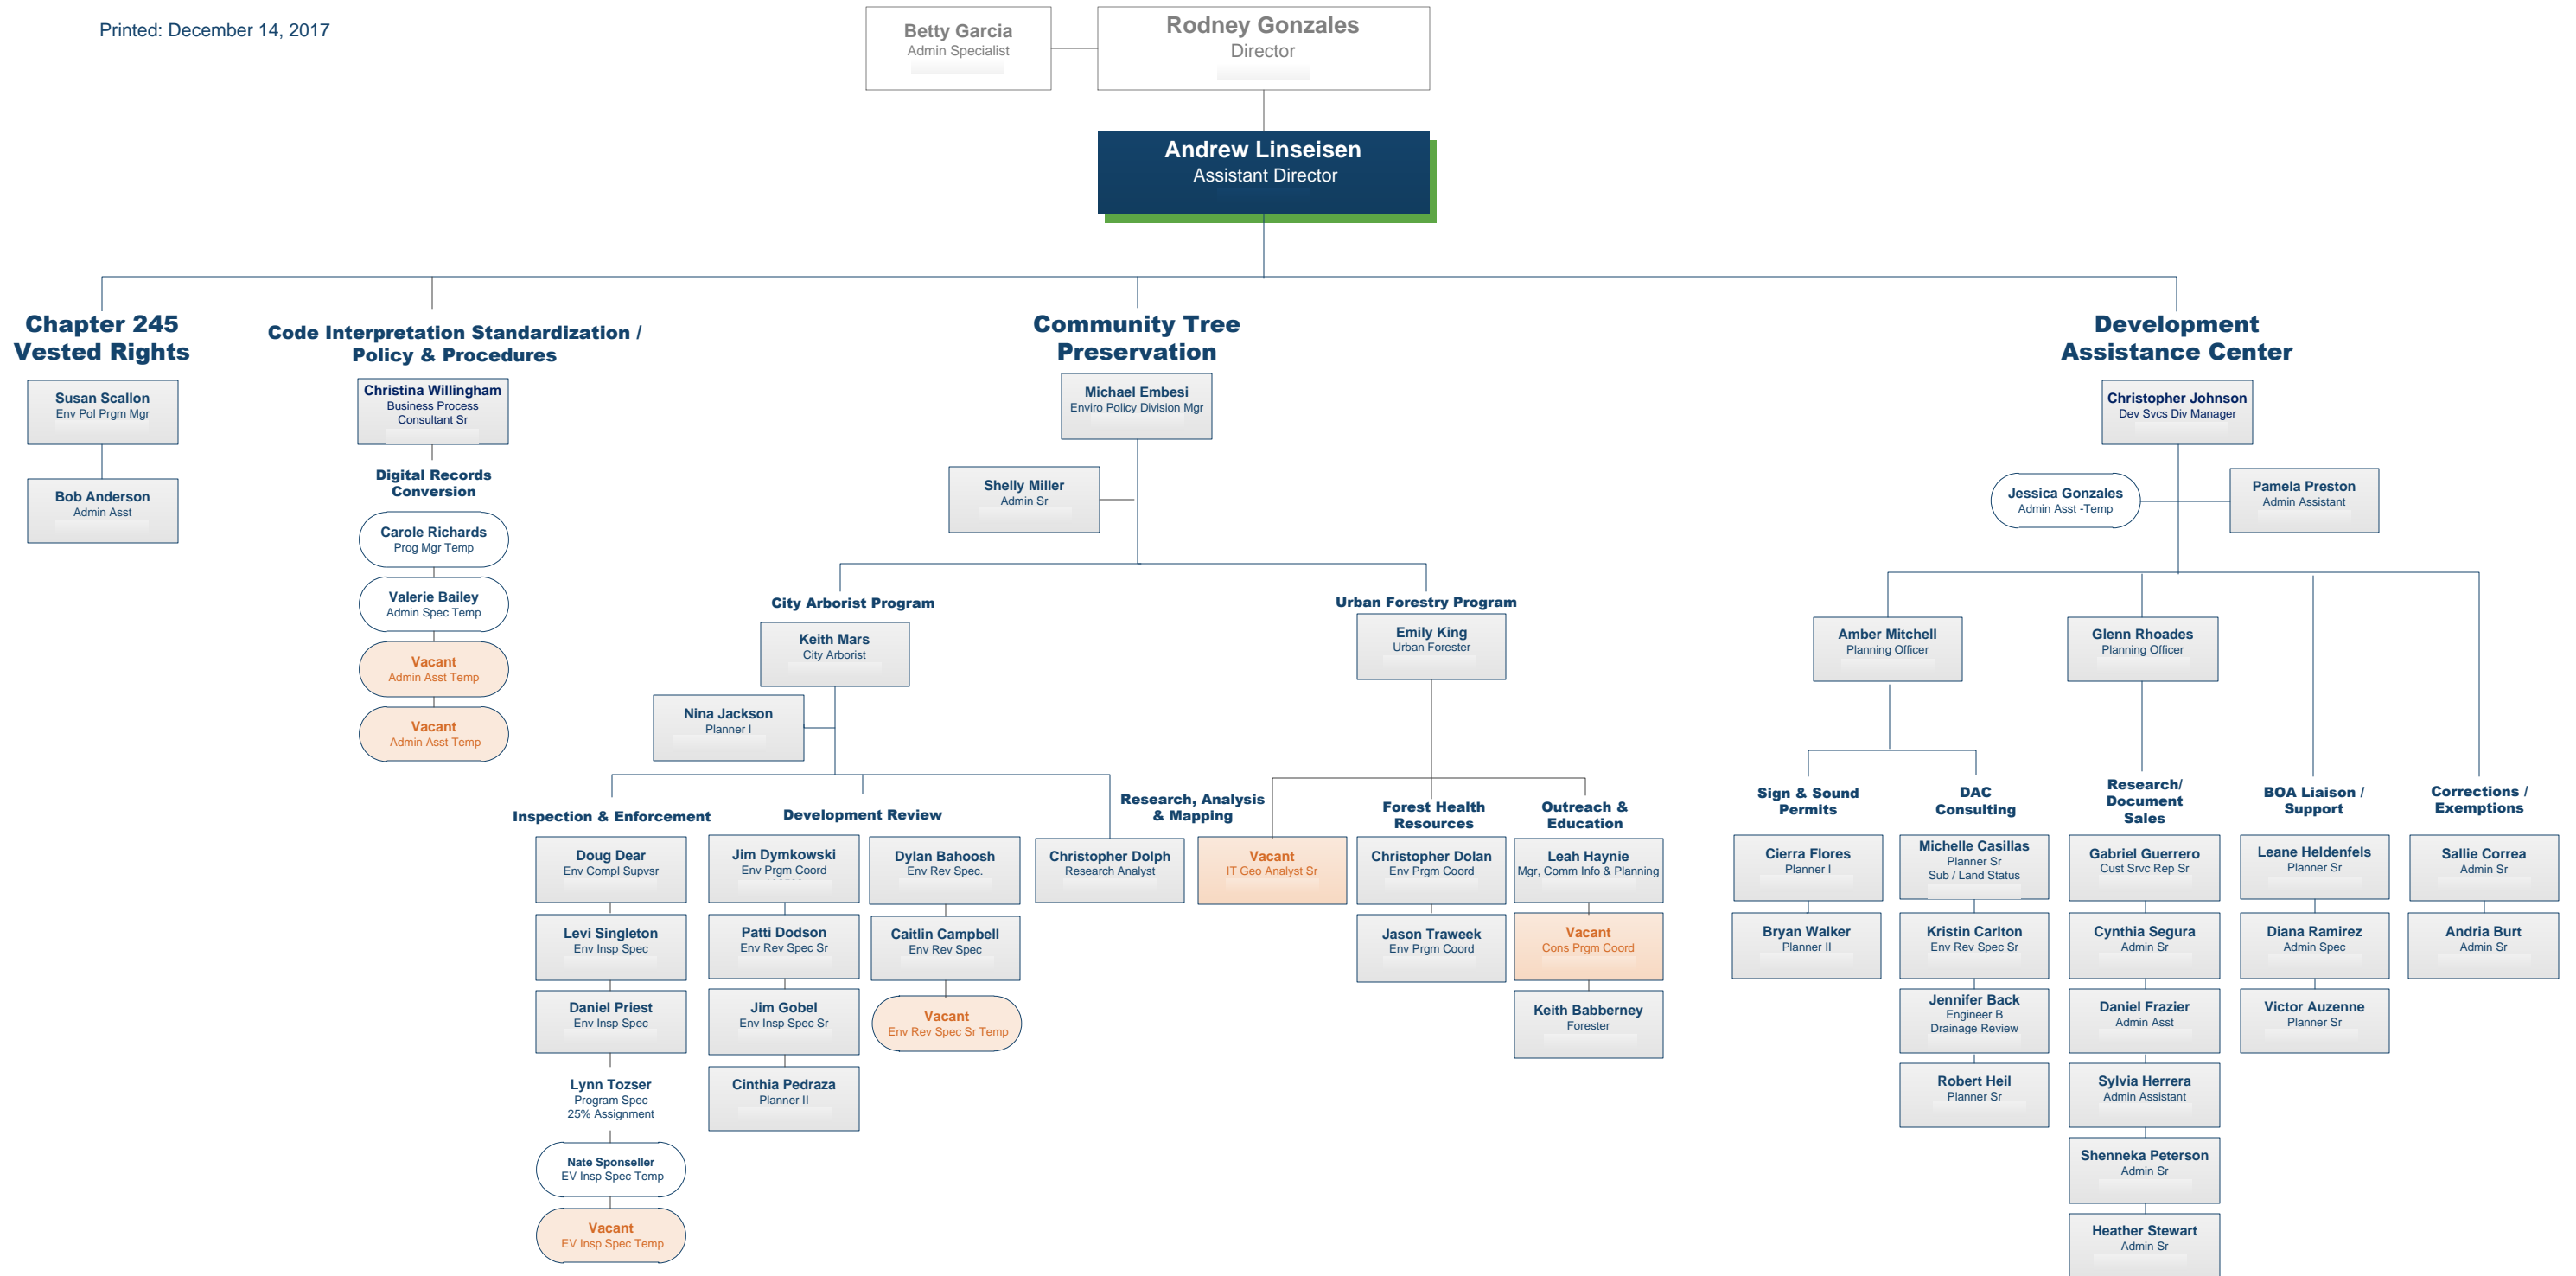 Printed: December 14, 2017
Betty Garcia
Admin Specialist
Rodney Gonzales
Director
Andrew Linseisen
Assistant Director
Chapter 245
Vested Rights
Susan Scallon
Env Pol Prgm Mgr
Bob Anderson
Admin Asst
Code Interpretation Standardization /
Policy & Procedures
Christina Willingham
Business Process
Consultant Sr
Digital Records
Conversion
Carole Richards
Prog Mgr Temp
Valerie Bailey
Admin Spec Temp
Vacant
Admin Asst Temp
Vacant
Admin Asst Temp
Community Tree
Preservation
Michael Embesi
Enviro Policy Division Mgr
Shelly Miller
Admin Sr
City Arborist Program
Keith Mars
City Arborist
Nina Jackson
Planner I
Inspection & Enforcement
Doug Dear
Env Compl Supvsr
Levi Singleton
Env Insp Spec
Daniel Priest
Env Insp Spec
Lynn Tozser
Program Spec
25% Assignment
Nate Sponseller
EV Insp Spec Temp
Vacant
EV Insp Spec Temp
Development Review
Jim Dymkowski
Env Prgm Coord
Patti Dodson
Env Rev Spec Sr
Jim Gobel
Env Insp Spec Sr
Cinthia Pedraza
Planner II
Dylan Bahoosh
Env Rev Spec.
Caitlin Campbell
Env Rev Spec
Vacant
Env Rev Spec Sr Temp
Research, Analysis
& Mapping
Christopher Dolph
Research Analyst
Vacant
IT Geo Analyst Sr
Urban Forestry Program
Emily King
Urban Forester
Forest Health
Resources
Christopher Dolan
Env Prgm Coord
Jason Traweek
Env Prgm Coord
Outreach &
Education
Leah Haynie
Mgr, Comm Info & Planning
Vacant
Cons Prgm Coord
Keith Babberney
Forester
Development
Assistance Center
Christopher Johnson
Dev Svcs Div Manager
Jessica Gonzales
Admin Asst -Temp
Pamela Preston
Admin Assistant
Amber Mitchell
Planning Officer
Glenn Rhoades
Planning Officer
Sign & Sound
Permits
Cierra Flores
Planner I
Bryan Walker
Planner II
DAC
Consulting
Michelle Casillas
Planner Sr
Sub / Land Status
Kristin Carlton
Env Rev Spec Sr
Jennifer Back
Engineer B
Drainage Review
Robert Heil
Planner Sr
Research/
Document
Sales
Gabriel Guerrero
Cust Srvc Rep Sr
Cynthia Segura
Admin Sr
Daniel Frazier
Admin Asst
Sylvia Herrera
Admin Assistant
Shenneka Peterson
Admin Sr
Heather Stewart
Admin Sr
BOA Liaison /
Support
Leane Heldenfels
Planner Sr
Diana Ramirez
Admin Spec
Victor Auzenne
Planner Sr
Corrections /
Exemptions
Sallie Correa
Admin Sr
Andria Burt
Admin Sr